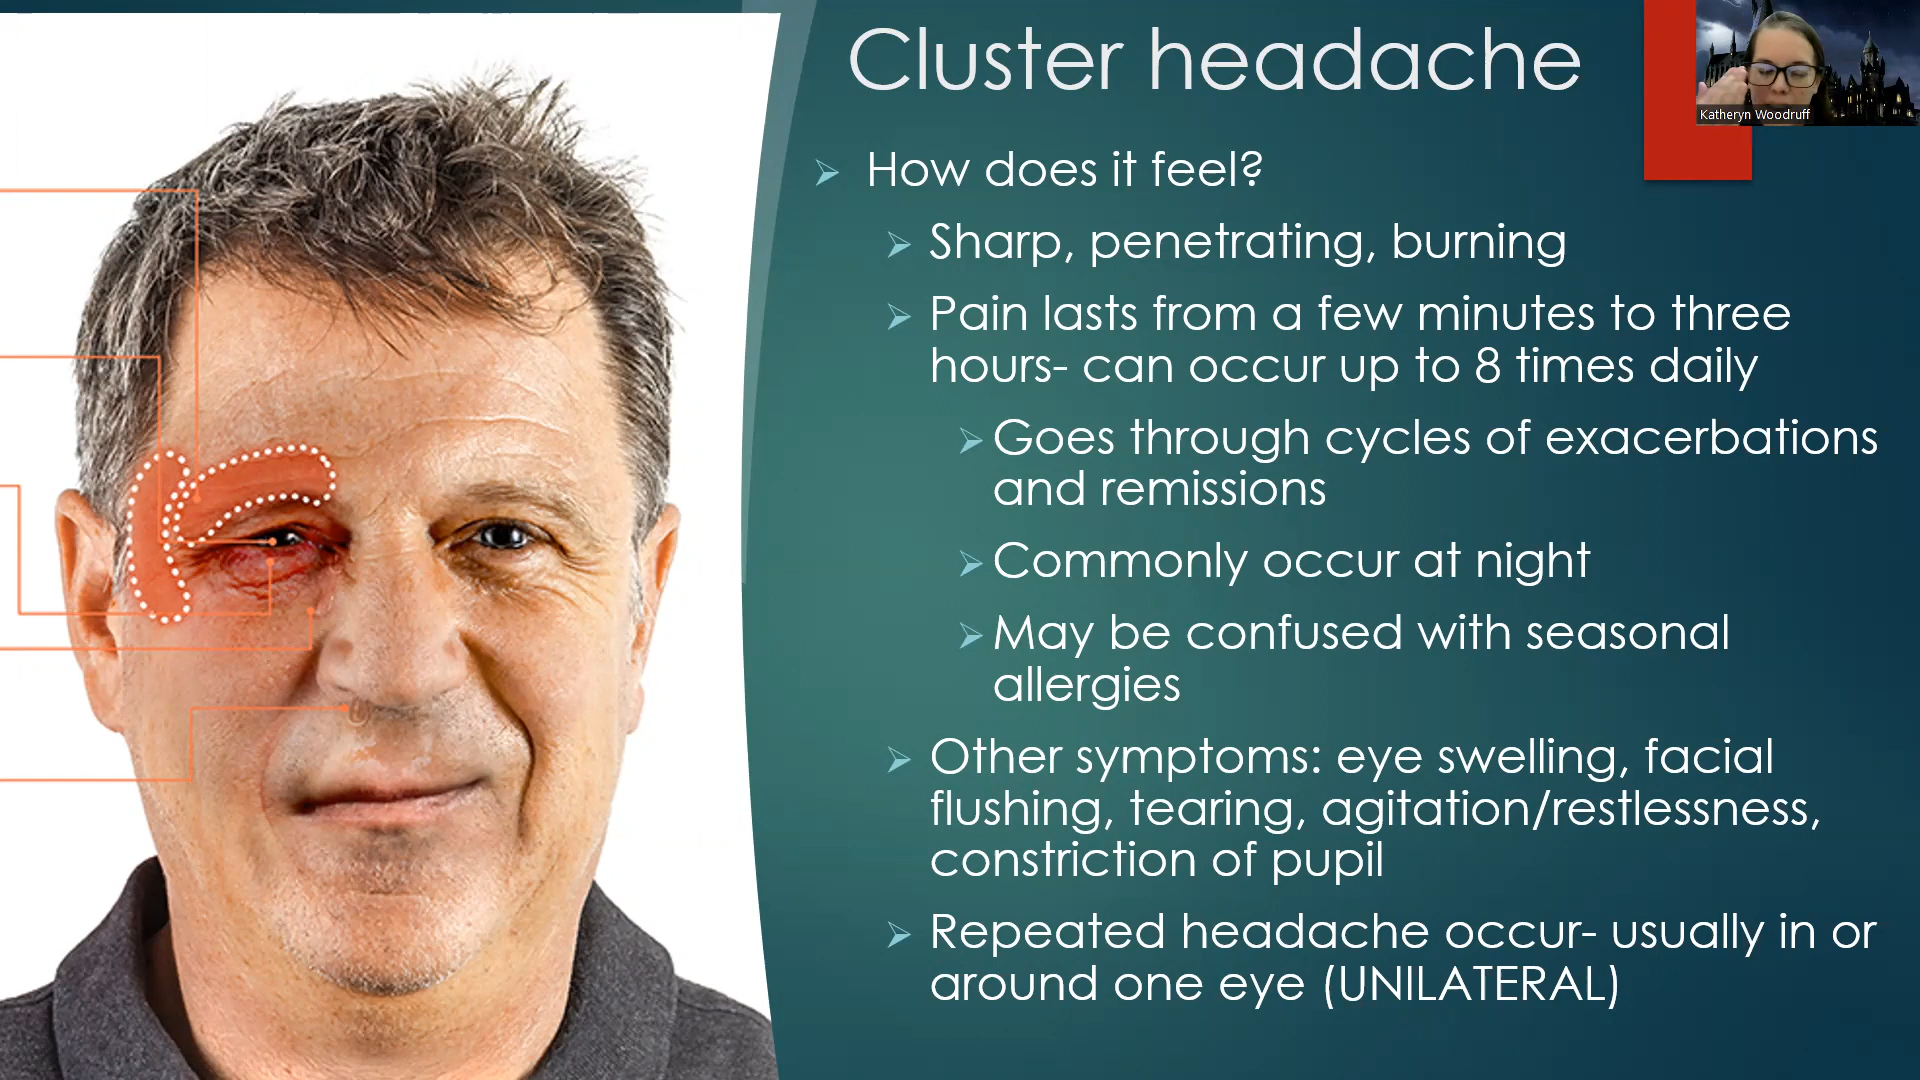 Cluster headache
Katheryn Woodruff
How does it feel?
Sharp, penetrating, burning
Pain lasts from a few minutes to three
hours- can occur up to 8 times daily
Goes through cycles of exacerbations
and remissions
Commonly occur at night
May be confused with seasonal
allergies
Other symptoms: eye swelling, facial
flushing, tearing, agitation/restlessness,
constriction of pupil
Repeated headache occur- usually in or
around one eye (UNILATERAL)